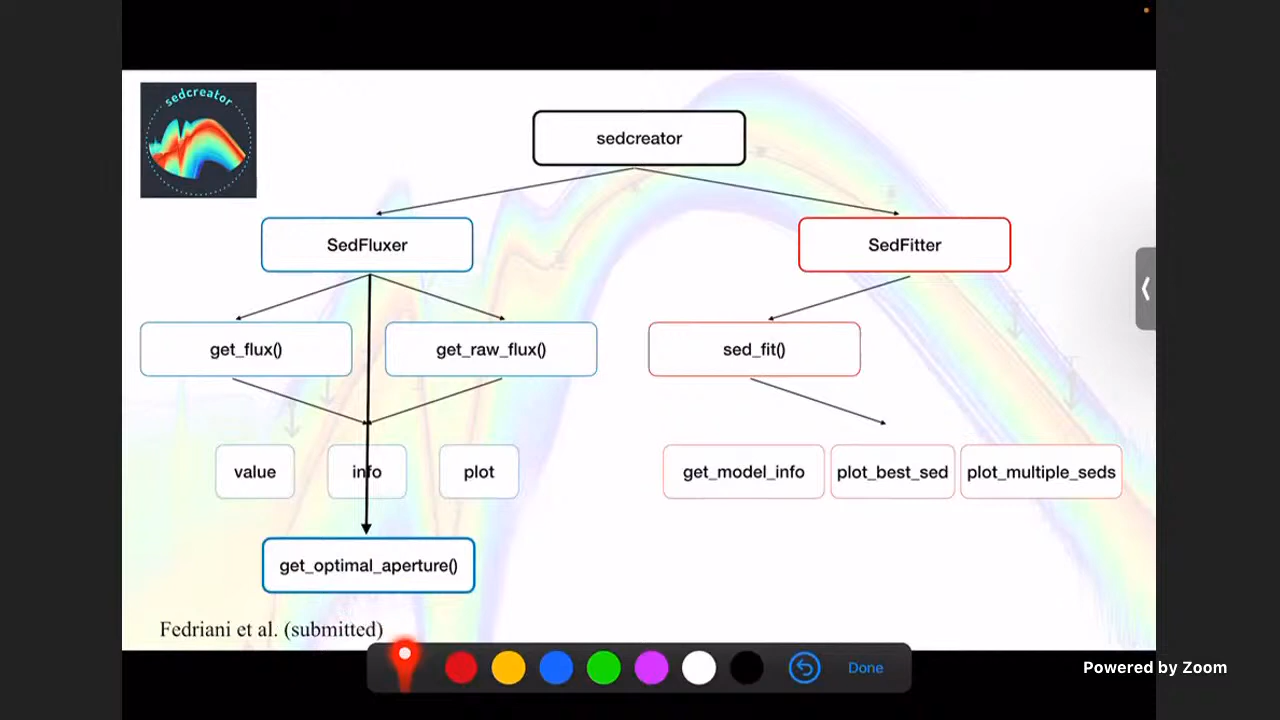 sedcreator
sedcreator
SedFluxer
SedFitter
get_flux()
get_raw_flux()
sed_fit()
value
info
plot
get_model_info
plot_best_sed
plot_multiple_seds
get_optimal_aperture()
Fedriani et al. (submitted)
Done
Powered by Zoom